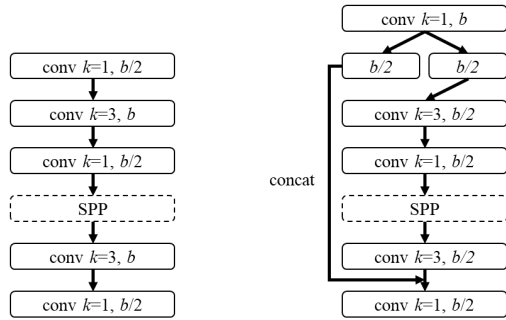 conv k=1, b/2
conv k=3, b
conv k=1, b/2
SPP
conv k=3, b
conv k=1, b/2
conv k=1, b
b/2
b/2
conv k=3, b/2
conv k=1, b/2
concat
SPP
conv k=3, b/2
conv k=1, b/2